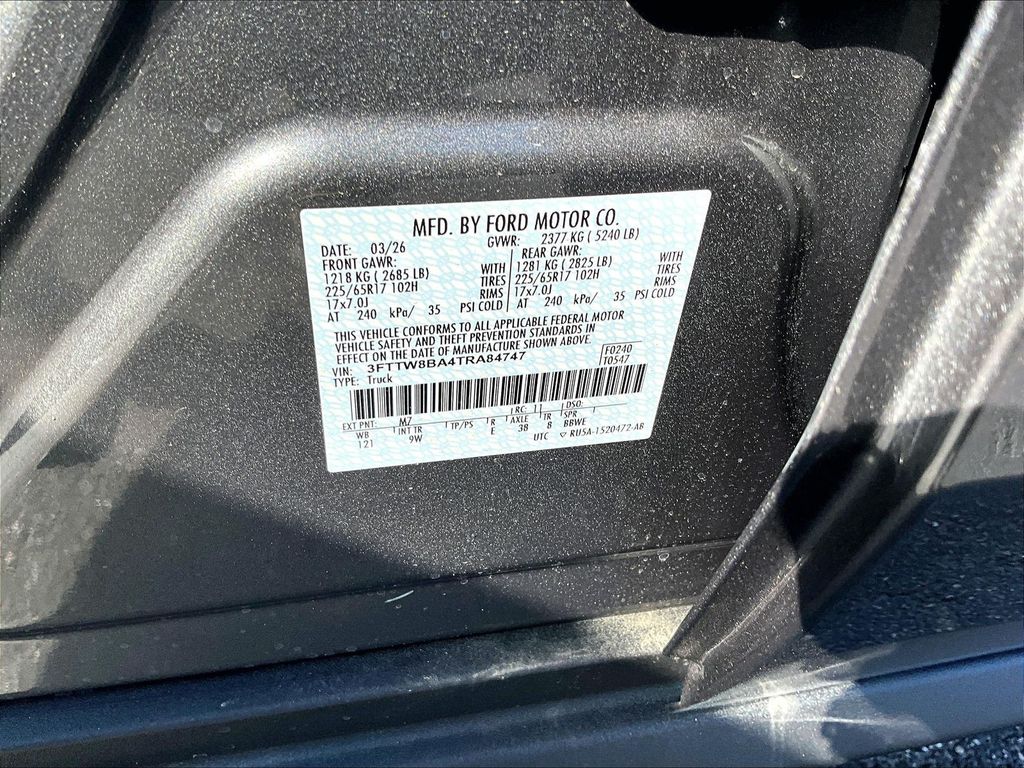 MFD. BY FORD MOTOR CO.
DATE: 03/26 GVWR: 2377 KG ( 5240 LB)
FRONT GAWR: REAR GAWR:
1218 KG ( 2685 LB) WITH 1281 KG ( 2825 LB) WITH
225/65R17 102H TIRES 225/65R17 102H TIRES
17x7.0J RIMS 17x7.0J RIMS
AT 240 kPa/ 35 PSI COLD AT 240 kPa/ 35 PSI COLD
THIS VEHICLE CONFORMS TO ALL APPLICABLE FEDERAL MOTOR
VEHICLE SAFETY AND THEFT PREVENTION STANDARDS IN
EFFECT ON THE DATE OF MANUFACTURE SHOWN ABOVE.
VIN: 3FTTW8BA4TRA84747 F0240
TYPE: Truck T0547
EXT PNT: M7 RC: 11 DSO:
WB INT TR TP/PS R AXLE TR SPR
121 9W E 38 8 BBWE
UTC ▽ RU5A-1520472-AB